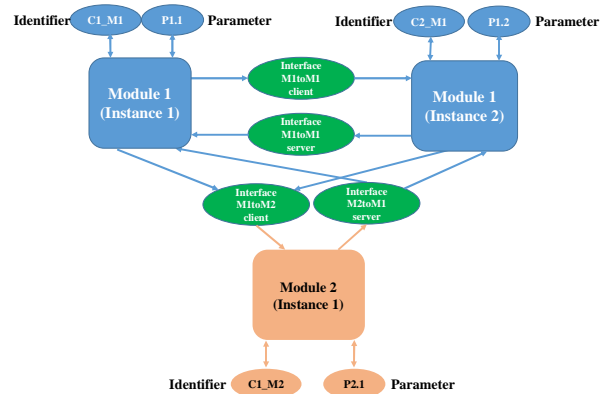 Identifier C1_M1 P1.1 Parameter
Identifier C2_M1 P1.2 Parameter
Module 1
(Instance 1)
Interface
M1toM1
client
Module 1
(Instance 2)
Interface
M1toM1
server
Interface
M1toM2
client
Interface
M2toM1
server
Module 2
(Instance 1)
Identifier C1_M2 P2.1 Parameter